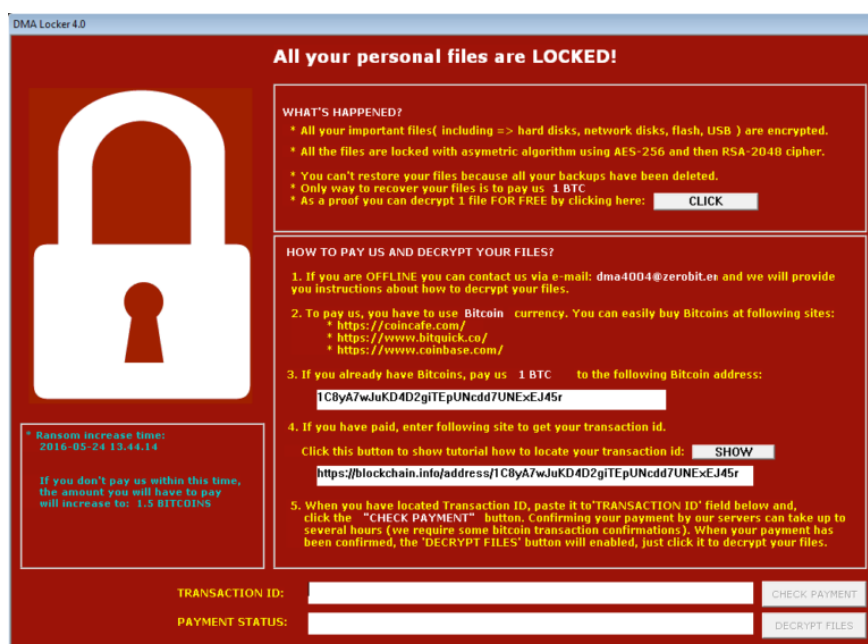 DMA Locker 4.0
All your personal files are LOCKED!
WHAT'S HAPPENED?
* All your important files( including => hard disks, network disks, flash, USB ) are encrypted.
* All the files are locked with asymetric algorithm using AES-256 and then RSA-2048 cipher.
* You can't restore your files because all your backups have been deleted.
* Only way to recover your files is to pay us 1 BTC
* As a proof you can decrypt 1 file FOR FREE by clicking here: CLICK
HOW TO PAY US AND DECRYPT YOUR FILES?
1. If you are OFFLINE you can contact us via e-mail: dma4004@zerobit.em and we will provide
you instructions about how to decrypt your files.
2. To pay us, you have to use Bitcoin currency. You can easily buy Bitcoins at following sites:
* https://coincafe.com/
* https://www.bitquick.co/
* https://www.coinbase.com/
3. If you already have Bitcoins, pay us 1 BTC to the following Bitcoin address:
1C8yA7wJuKD4D2giTEpUNcdd7UNExEJ45r
4. If you have paid, enter following site to get your transaction id.
Click this button to show tutorial how to locate your transaction id: SHOW
https://blockchain.info/address/1C8yA7wJuKD4D2giTEpUNcdd7UNExEJ45r
5. When you have located Transaction ID, paste it to'TRANSACTION ID' field below and,
click the "CHECK PAYMENT" button. Confirming your payment by our servers can take up to
several hours (we require some bitcoin transaction confirmations). When your payment has
been confirmed, the 'DECRYPT FILES' button will enabled, just click it to decrypt your files.
* Ransom increase time:
2016-05-24 13.44.14
If you don't pay us within this time,
the amount you will have to pay
will increase to: 1.5 BITCOINS
TRANSACTION ID: CHECK PAYMENT
PAYMENT STATUS: DECRYPT FILES